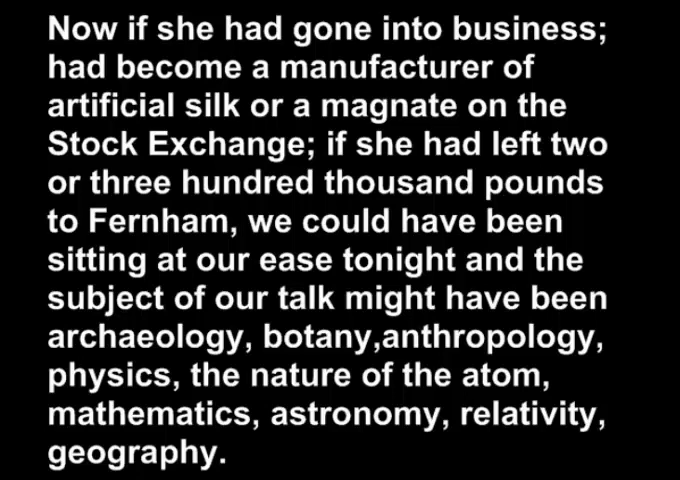 Now if she had gone into business;
had become a manufacturer of
artificial silk or a magnate on the
Stock Exchange; if she had left two
or three hundred thousand pounds
to Fernham, we could have been
sitting at our ease tonight and the
subject of our talk might have been
archaeology, botany,anthropology,
physics, the nature of the atom,
mathematics, astronomy, relativity,
geography.